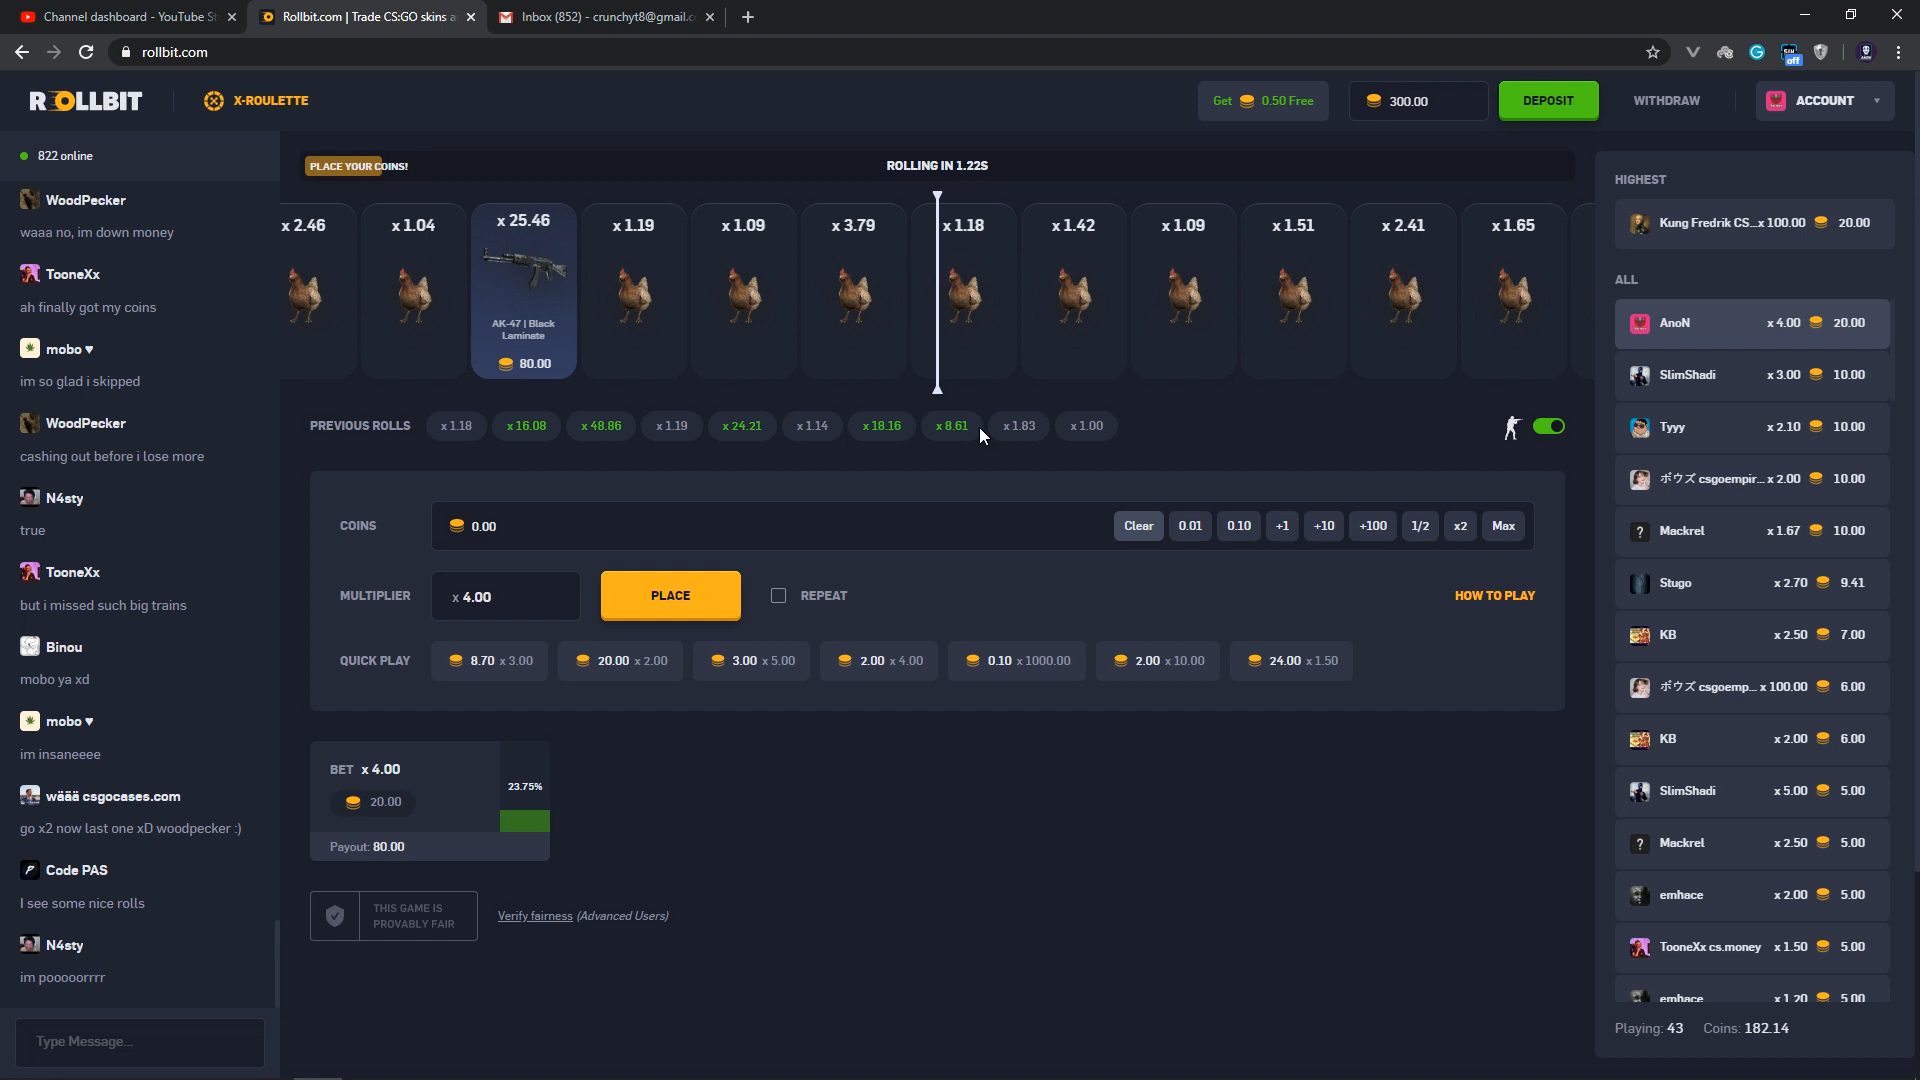 Channel dashboard - YouTube St
Rollbit.com | Trade CS:GO skins a
Inbox (852) - crunchyt8@gmail.c
rollbit.com
off
ROLLBIT
X-ROULETTE
Get 0.50 Free
300.00
DEPOSIT
WITHDRAW
ACCOUNT
822 online
WoodPecker
waaa no, im down money
TooneXx
ah finally got my coins
mobo ♥
im so glad i skipped
WoodPecker
cashing out before i lose more
N4sty
true
TooneXx
but i missed such big trains
Binou
mobo ya xd
mobo ♥
im insaneeee
wäää csgocases.com
go x2 now last one xD woodpecker :)
Code PAS
I see some nice rolls
N4sty
im pooooorrrr
Type Message...
PLACE YOUR COINS!
ROLLING IN 1.22S
x 2.46
x 1.04
x 25.46
AK-47 | Black
Laminate
80.00
x 1.19
x 1.09
x 3.79
x 1.18
x 1.42
x 1.09
x 1.51
x 2.41
x 1.65
PREVIOUS ROLLS
x 1.18
x 16.08
x 48.86
x 1.19
x 24.21
x 1.14
x 18.16
x 8.61
x 1.83
x 1.00
COINS
0.00
Clear
0.01
0.10
+1
+10
+100
1/2
x2
Max
MULTIPLIER
x 4.00
PLACE
REPEAT
HOW TO PLAY
QUICK PLAY
8.70 x 3.00
20.00 x 2.00
3.00 x 5.00
2.00 x 4.00
0.10 x 1000.00
2.00 x 10.00
24.00 x 1.50
BET x 4.00
20.00
23.75%
Payout: 80.00
THIS GAME IS
PROVABLY FAIR
Verify fairness (Advanced Users)
HIGHEST
Kung Fredrik CS...x 100.00 20.00
ALL
AnoN x 4.00 20.00
SlimShadi x 3.00 10.00
Tyyy x 2.10 10.00
ボウズ csgoempir... x 2.00 10.00
Mackrel x 1.67 10.00
Stugo x 2.70 9.41
KB x 2.50 7.00
ボウズ csgoemp... x 100.00 6.00
KB x 2.00 6.00
SlimShadi x 5.00 5.00
Mackrel x 2.50 5.00
emhace x 2.00 5.00
TooneXx cs.money x 1.50 5.00
emhace x 1.20 5.00
Playing: 43 Coins: 182.14